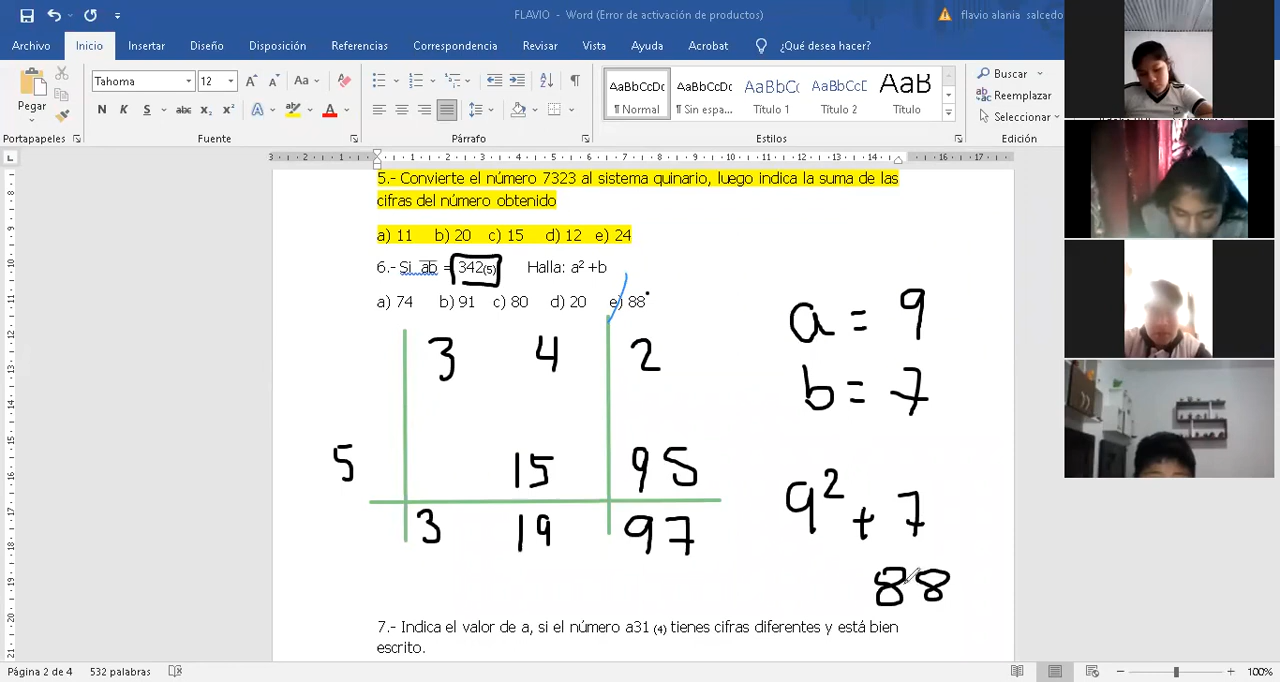 FLAVIO - Word (Error de activación de productos)
flavio alania salcedo
Archivo Inicio Insertar Diseño Disposición Referencias Correspondencia Revisar Vista Ayuda Acrobat ¿Qué desea hacer?
Pegar
Tahoma 12
N K S abc x₂ x²
AaBbCcDc AaBbCcDc AaBbCc AaBbCcD AaB
¶ Normal ¶ Sin espa... Título 1 Título 2 Título
Buscar
Reemplazar
Seleccionar
Portapapeles Fuente Párrafo Estilos Edición
5.- Convierte el número 7323 al sistema quinario, luego indica la suma de las
cifras del número obtenido
a) 11 b) 20 c) 15 d) 12 e) 24
6.- Si ab = 342(5) Halla: a² +b
a) 74 b) 91 c) 80 d) 20 e) 88
3 4 2
5 15 95
3 19 97
a = 9
b = 7
9² + 7
88
7.- Indica el valor de a, si el número a31 (4) tienes cifras diferentes y está bien
escrito.
Página 2 de 4 532 palabras 100%